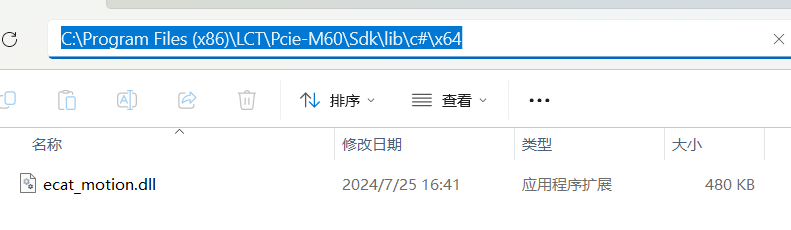 C:\Program Files (x86)\LCT\Pcie-M60\Sdk\lib\c#\x64
排序 查看
名称 修改日期 类型 大小
ecat_motion.dll 2024/7/25 16:41 应用程序扩展 480 KB